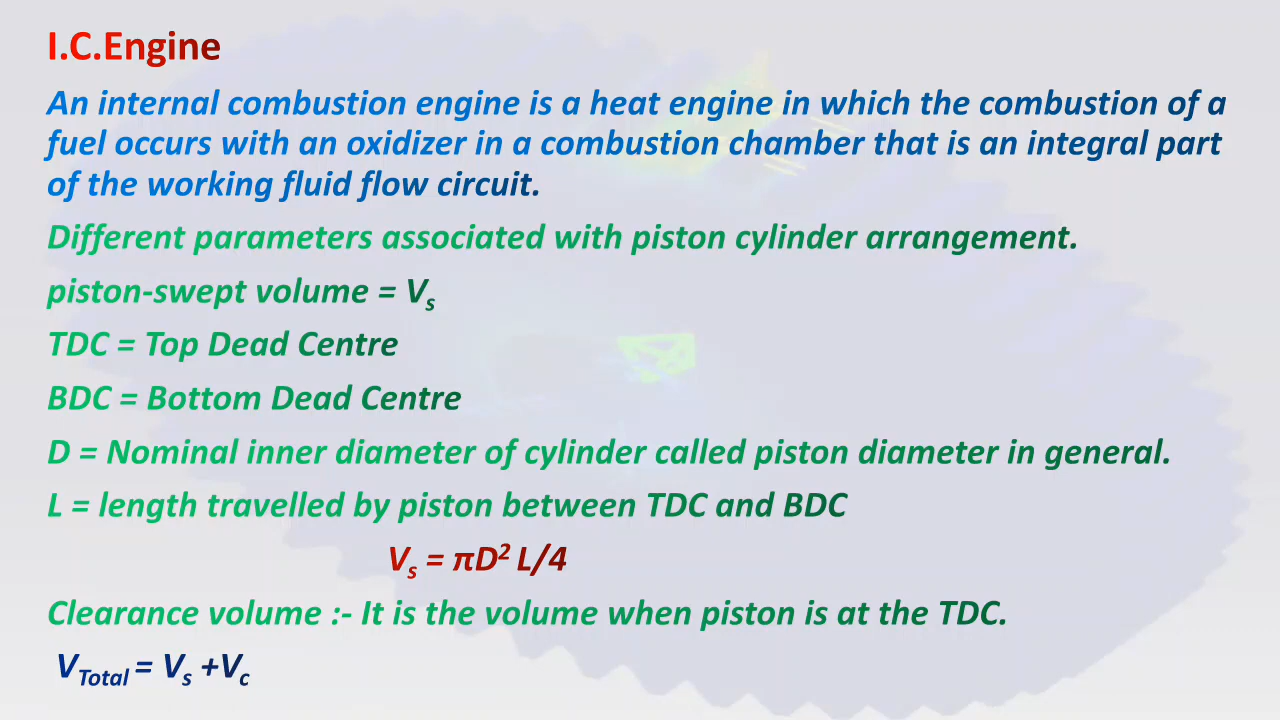 I.C.Engine
An internal combustion engine is a heat engine in which the combustion of a
fuel occurs with an oxidizer in a combustion chamber that is an integral part
of the working fluid flow circuit.
Different parameters associated with piston cylinder arrangement.
piston-swept volume = Vₛ
TDC = Top Dead Centre
BDC = Bottom Dead Centre
D = Nominal inner diameter of cylinder called piston diameter in general.
L = length travelled by piston between TDC and BDC
Vₛ = πD² L/4
Clearance volume :- It is the volume when piston is at the TDC.
V_Total = Vₛ +V_c